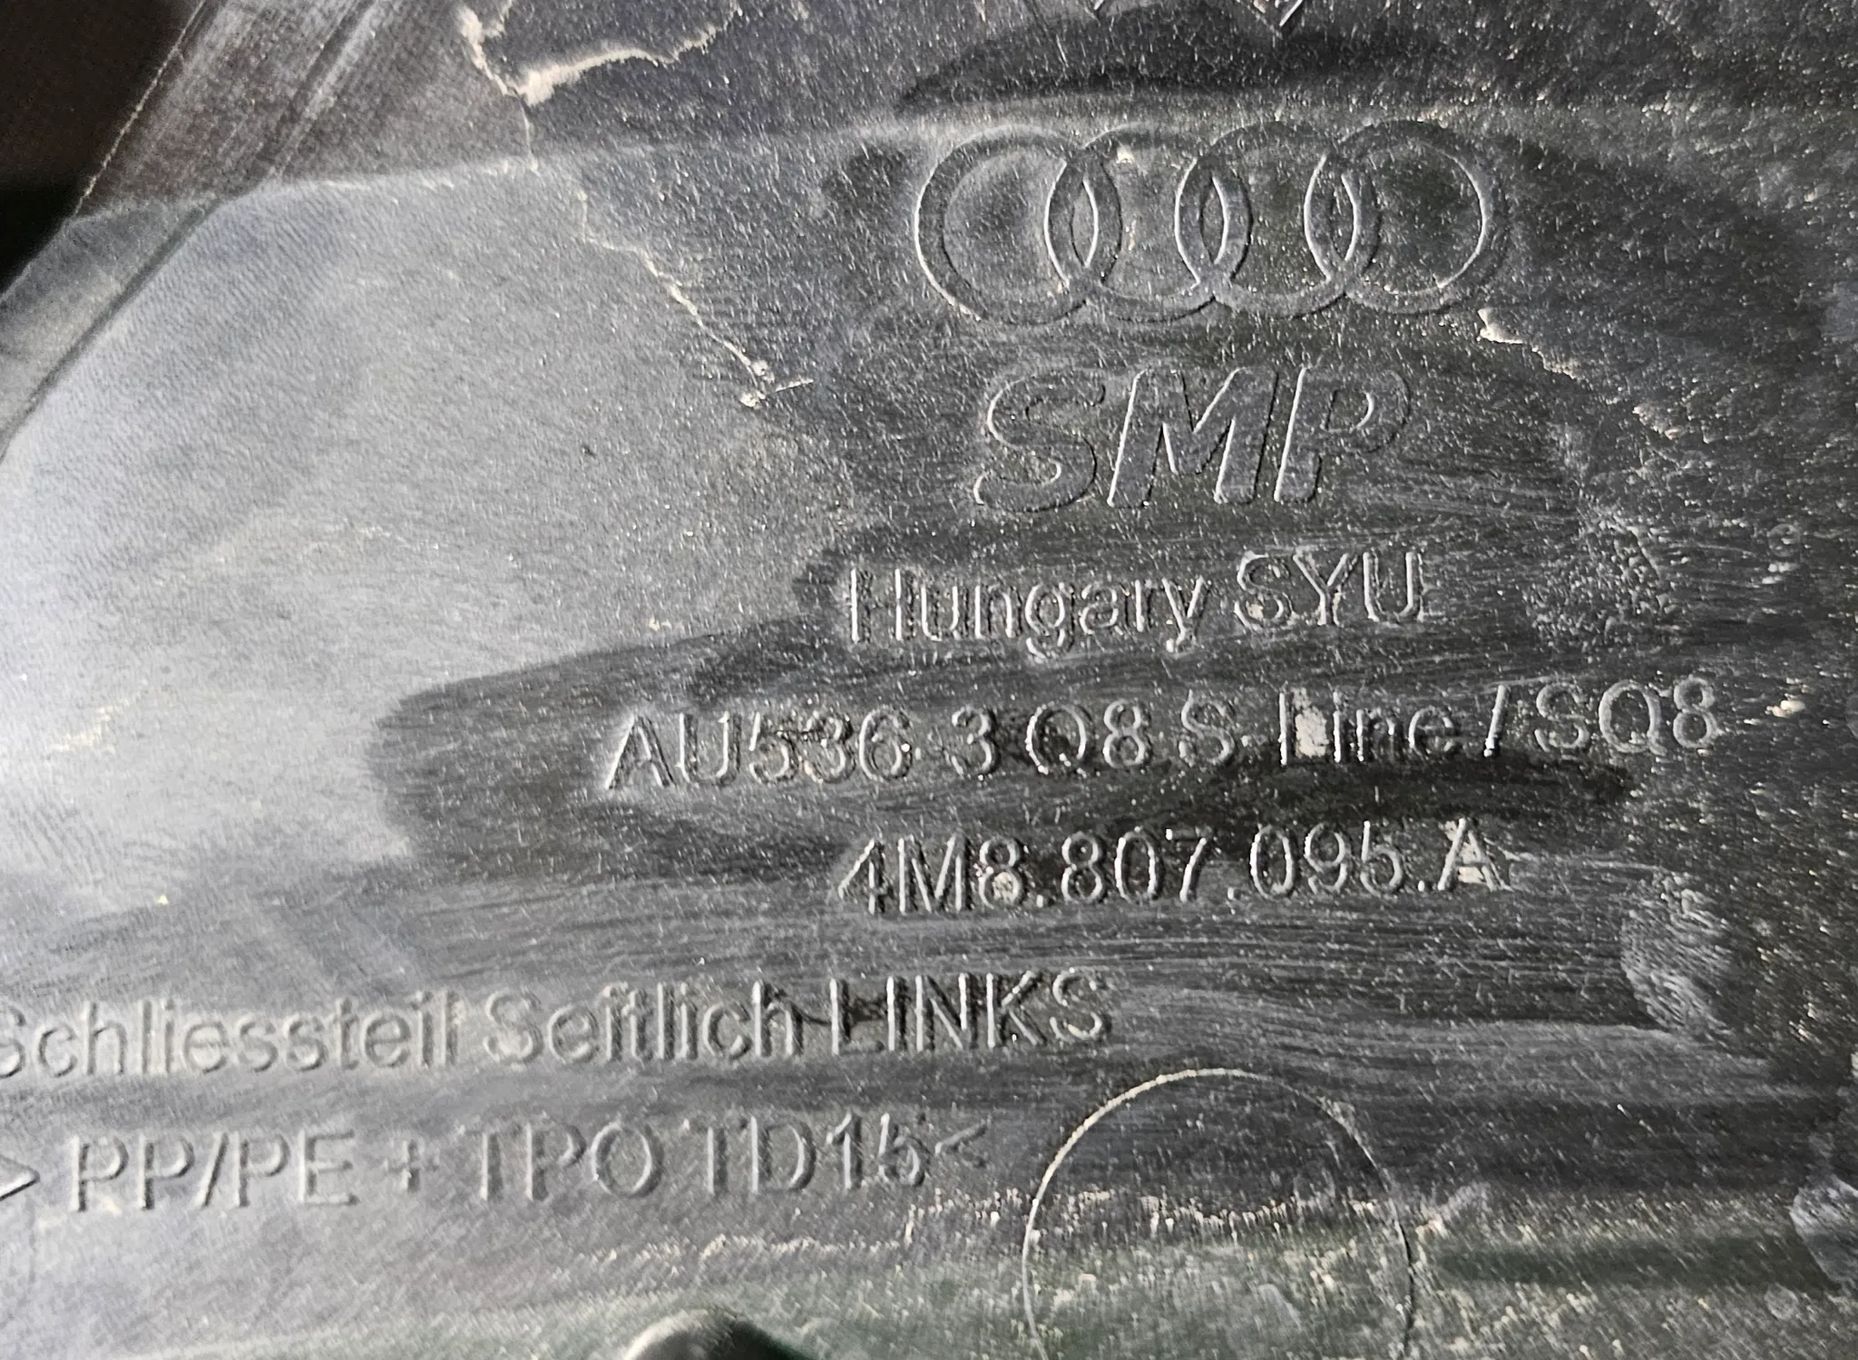 SMP
Hungary SYU
AU536 3 Q8 S Line / SQ8
4M8.807.095.A
Schliessteil Seitlich LINKS
> PP/PE + TPO TD15<